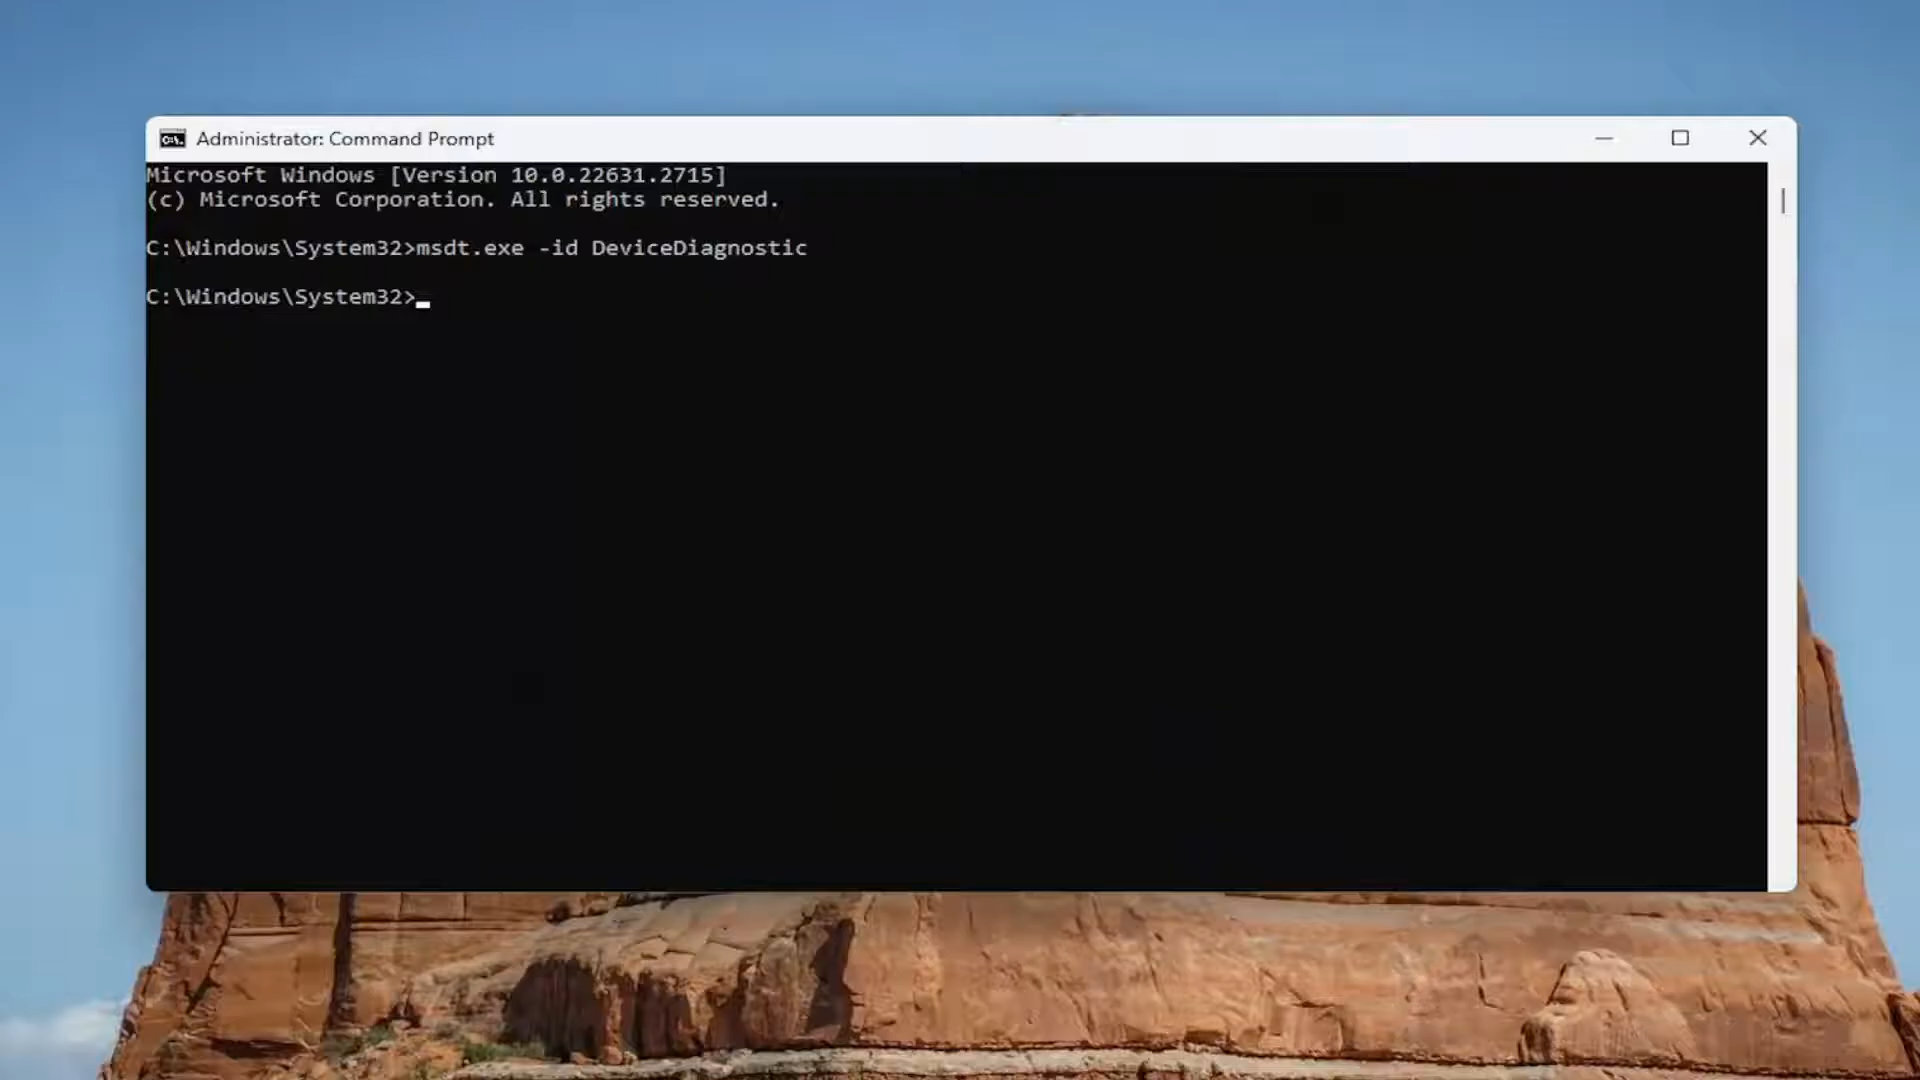 Administrator: Command Prompt
Microsoft Windows [Version 10.0.22631.2715]
(c) Microsoft Corporation. All rights reserved.
C:\Windows\System32>msdt.exe -id DeviceDiagnostic
C:\Windows\System32>